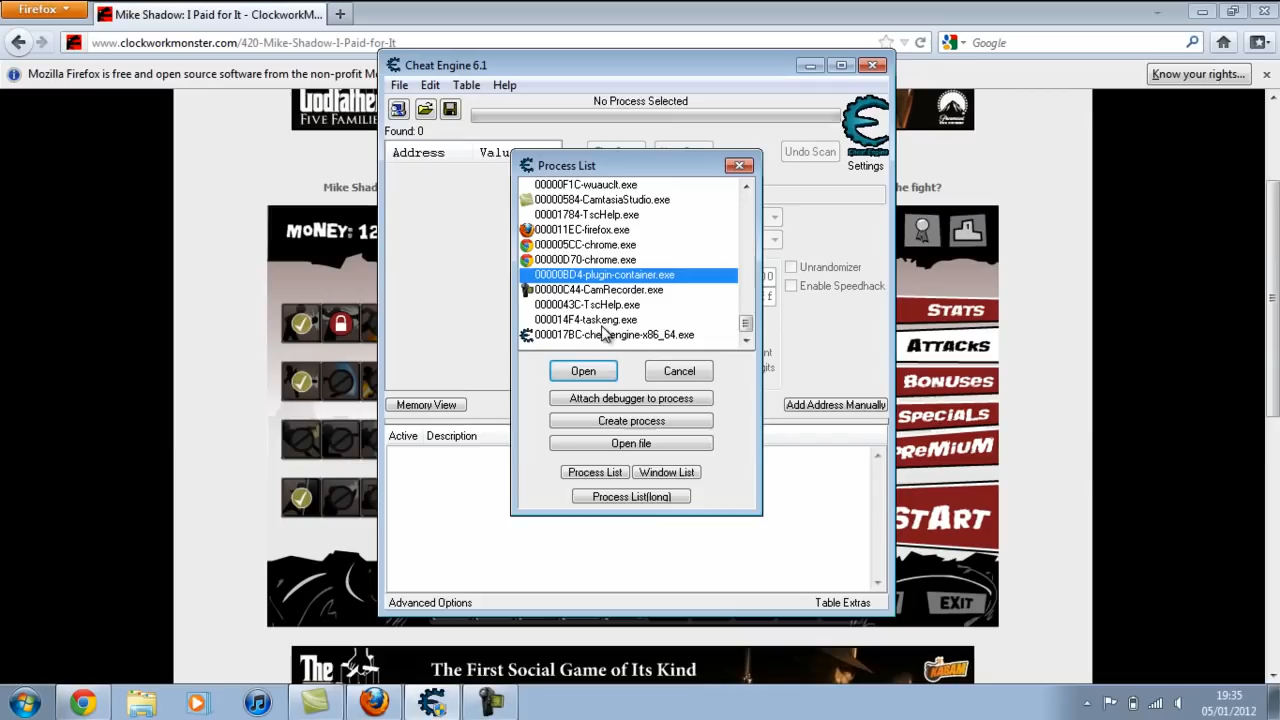 Firefox
Mike Shadow: I Paid for It - ClockworkM...
www.clockworkmonster.com/420-Mike-Shadow-I-Paid-for-It
Google
Mozilla Firefox is free and open source software from the non-profit M
Know your rights...
GODFATHER
FIVE FAMILIES
Paramount
Mike Shad
he fight?
MONEY: 12
STATS
ATTACKS
BONUSES
SPECIALS
PREMIUM
START
EXIT
Cheat Engine 6.1
File Edit Table Help
No Process Selected
Found: 0
Address Valu
Undo Scan
Cheat Engine
Settings
Unrandomizer
Enable Speedhack
Memory View
Add Address Manually
Active Description
Advanced Options
Table Extras
Process List
00000F1C-wuauclt.exe
00000584-CamtasiaStudio.exe
00001784-TscHelp.exe
000011EC-firefox.exe
000005CC-chrome.exe
00000D70-chrome.exe
00000BD4-plugin-container.exe
00000C44-CamRecorder.exe
0000043C-TscHelp.exe
000014F4-taskeng.exe
000017BC-cheatengine-x86_64.exe
Open
Cancel
Attach debugger to process
Create process
Open file
Process List
Window List
Process List(long)
The
The First Social Game of Its Kind
KABAM
19:35
05/01/2012